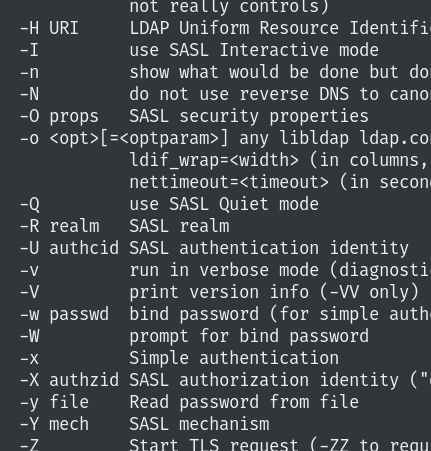 not really controls)
-H URI     LDAP Uniform Resource Identifi
-I         use SASL Interactive mode
-n         show what would be done but do
-N         do not use reverse DNS to cano
-O props   SASL security properties
-o <opt>[=<optparam>] any libldap ldap.co
           ldif_wrap=<width> (in columns,
           nettimeout=<timeout> (in secon
-Q         use SASL Quiet mode
-R realm   SASL realm
-U authcid SASL authentication identity
-v         run in verbose mode (diagnosti
-V         print version info (-VV only)
-w passwd  bind password (for simple auth
-W         prompt for bind password
-x         Simple authentication
-X authzid SASL authorization identity ("
-y file    Read password from file
-Y mech    SASL mechanism
-Z         Start TLS request (-ZZ to requ